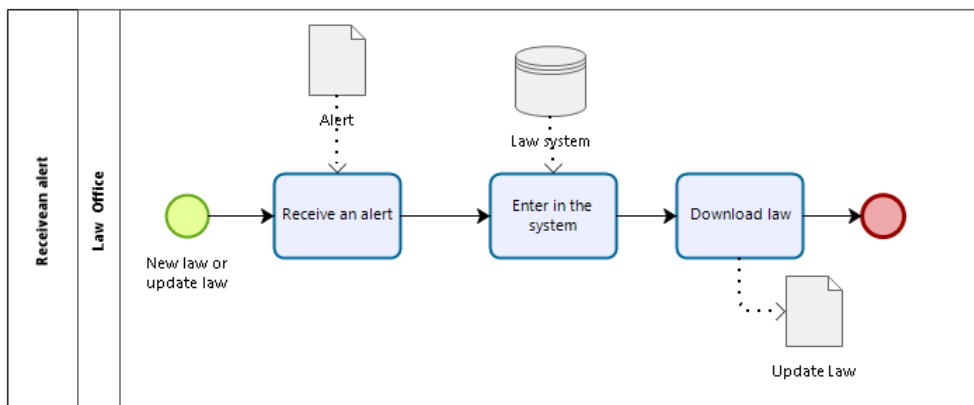 Receivean alert
Law Office
Alert
Law system
Receive an alert
Enter in the
system
Download law
New law or
update law
Update Law